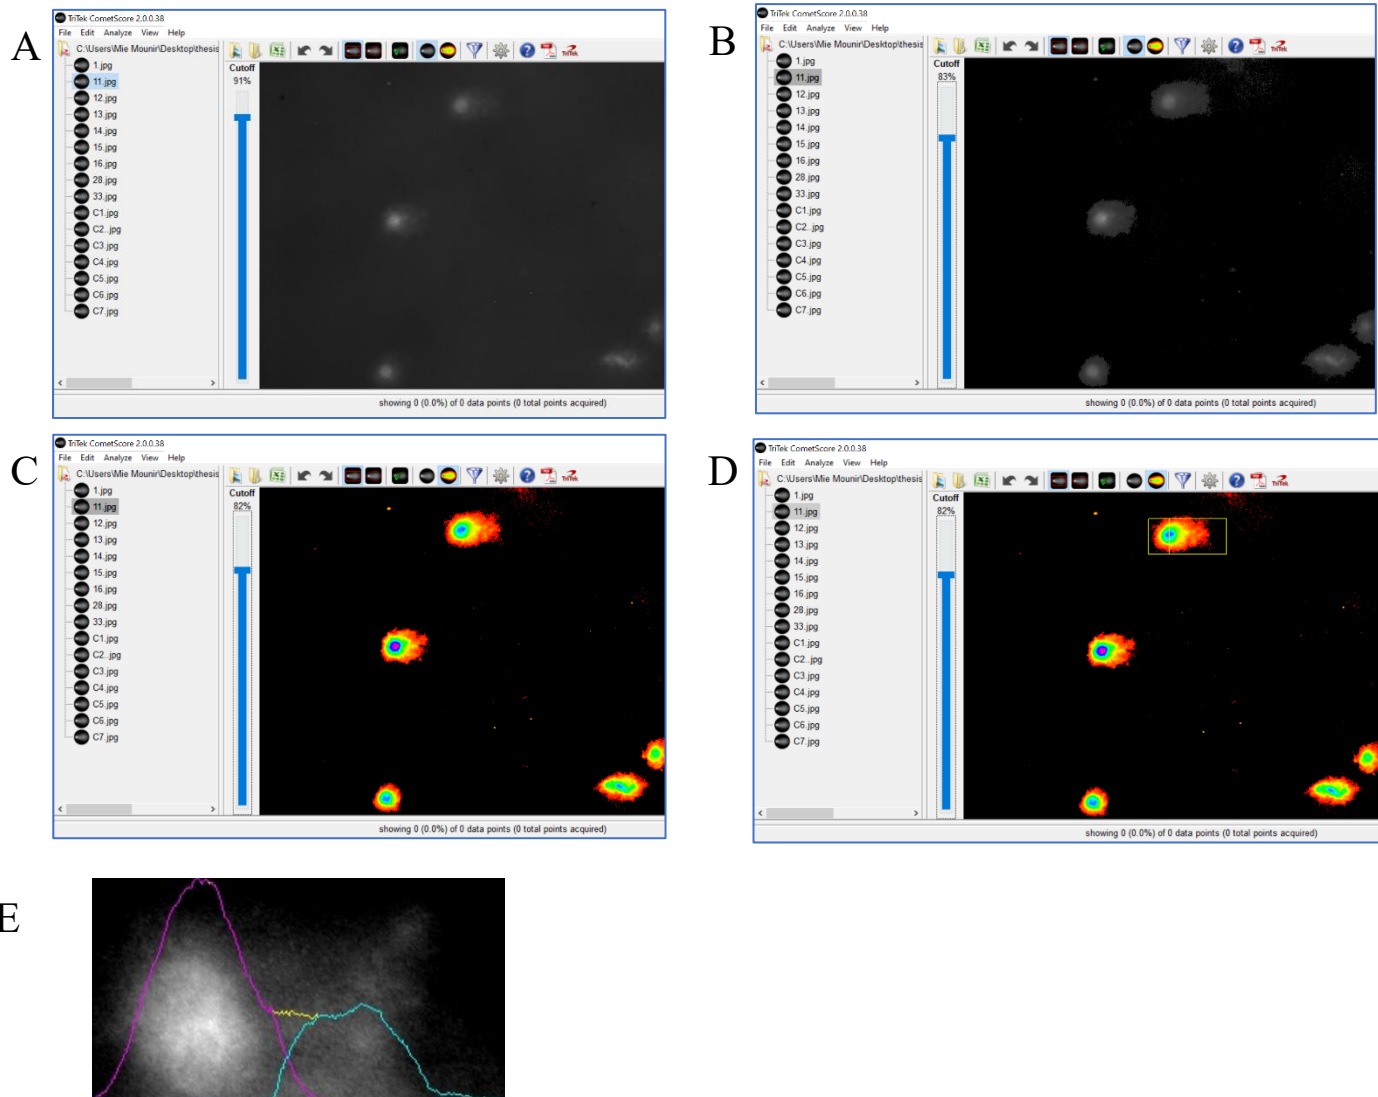 A
TriTek CometScore 2.0.0.38
File Edit Analyze View Help
C:\Users\Mie Mounir\Desktop\thesis
1.jpg
11.jpg
12.jpg
13.jpg
14.jpg
15.jpg
16.jpg
28.jpg
33.jpg
C1.jpg
C2..jpg
C3.jpg
C4.jpg
C5.jpg
C6.jpg
C7.jpg
TriTek
Cutoff
91%
showing 0 (0.0%) of 0 data points (0 total points acquired)
B
TriTek CometScore 2.0.0.38
File Edit Analyze View Help
C:\Users\Mie Mounir\Desktop\thesis
1.jpg
11.jpg
12.jpg
13.jpg
14.jpg
15.jpg
16.jpg
28.jpg
33.jpg
C1.jpg
C2..jpg
C3.jpg
C4.jpg
C5.jpg
C6.jpg
C7.jpg
TriTek
Cutoff
83%
showing 0 (0.0%) of 0 data points (0 total points acquired)
C
TriTek CometScore 2.0.0.38
File Edit Analyze View Help
C:\Users\Mie Mounir\Desktop\thesis
1.jpg
11.jpg
12.jpg
13.jpg
14.jpg
15.jpg
16.jpg
28.jpg
33.jpg
C1.jpg
C2..jpg
C3.jpg
C4.jpg
C5.jpg
C6.jpg
C7.jpg
TriTek
Cutoff
82%
showing 0 (0.0%) of 0 data points (0 total points acquired)
D
TriTek CometScore 2.0.0.38
File Edit Analyze View Help
C:\Users\Mie Mounir\Desktop\thesis
1.jpg
11.jpg
12.jpg
13.jpg
14.jpg
15.jpg
16.jpg
28.jpg
33.jpg
C1.jpg
C2..jpg
C3.jpg
C4.jpg
C5.jpg
C6.jpg
C7.jpg
TriTek
Cutoff
82%
showing 0 (0.0%) of 0 data points (0 total points acquired)
E